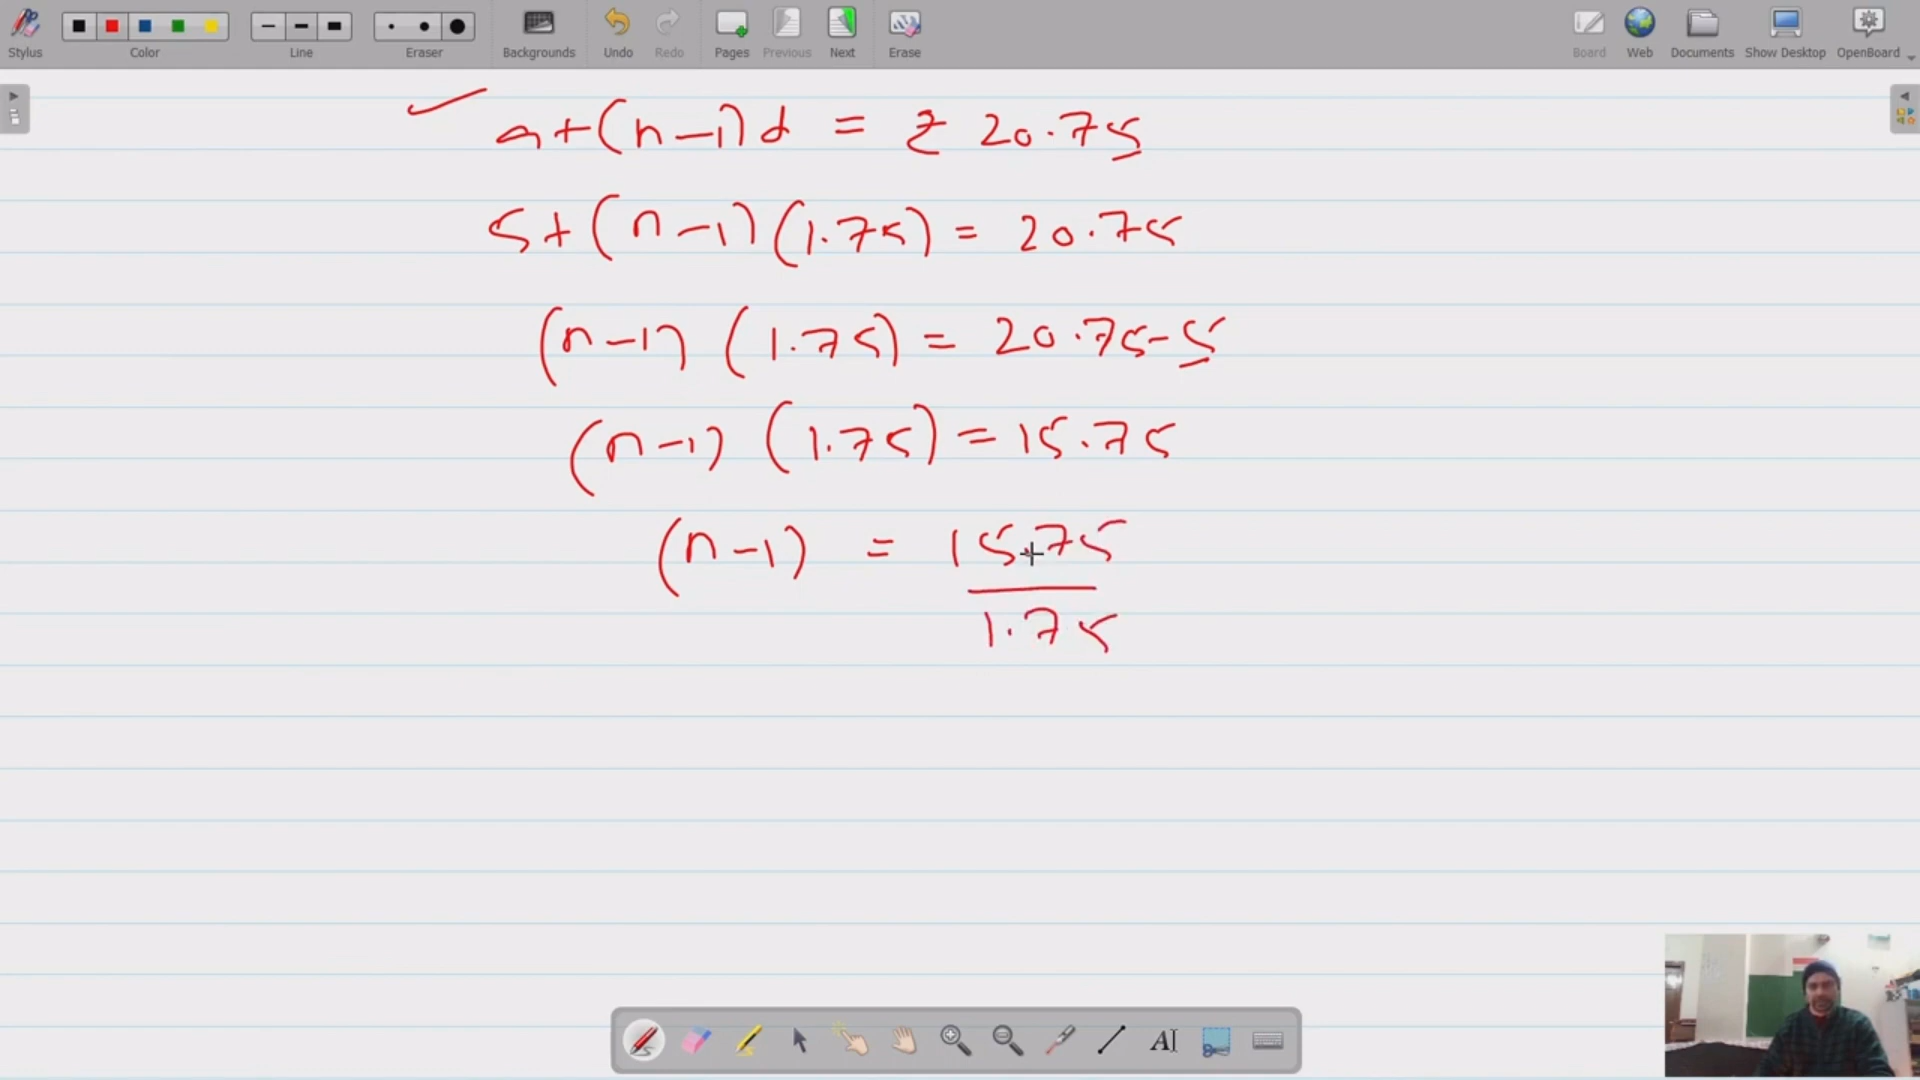 Stylus Color Line Eraser Backgrounds Undo Redo Pages Previous Next Erase Board Web Documents Show Desktop OpenBoard
a+(n-1)d = ₹ 20.75
5+(n-1)(1.75) = 20.75
(n-1) (1.75) = 20.75-5
(n-1) (1.75) = 15.75
(n-1) = 15.75
1.75